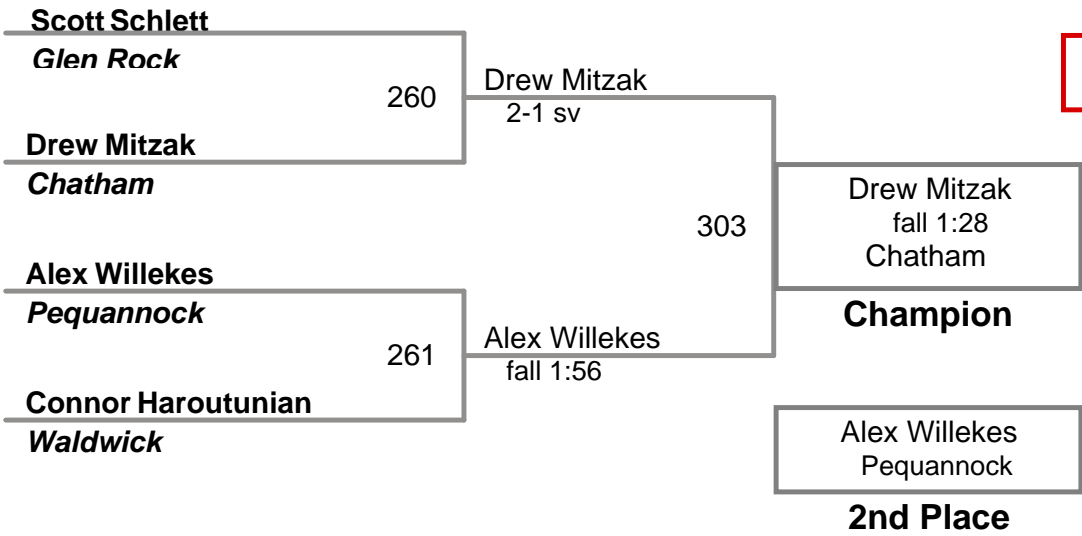 Scott Schlett
Glen Rock
260
Drew Mitzak
2-1 sv
Drew Mitzak
Chatham
303
Drew Mitzak
fall 1:28
Chatham
Champion
Alex Willekes
Pequannock
261
Alex Willekes
fall 1:56
Connor Haroutunian
Waldwick
Alex Willekes
Pequannock
2nd Place